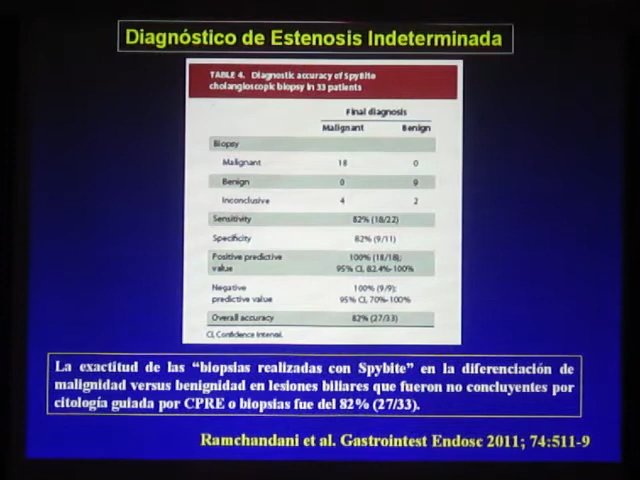 Diagnóstico de Estenosis Indeterminada
TABLE 4. Diagnostic accuracy of SpyBite
cholangioscopic biopsy in 33 patients
Final diagnosis
Malignant Benign
Biopsy
Malignant 18 0
Benign 0 9
Inconclusive 4 2
Sensitivity 82% (18/22)
Specificity 82% (9/11)
Positive predictive 100% (18/18);
value 95% CI, 82.4%-100%
Negative 100% (9/9);
predictive value 95% CI, 70%-100%
Overall accuracy 82% (27/33)
CI, Confidence interval.
La exactitud de las “biopsias realizadas con Spybite” en la diferenciación de
malignidad versus benignidad en lesiones biliares que fueron no concluyentes por
citología guiada por CPRE o biopsias fue del 82% (27/33).
Ramchandani et al. Gastrointest Endosc 2011; 74:511-9